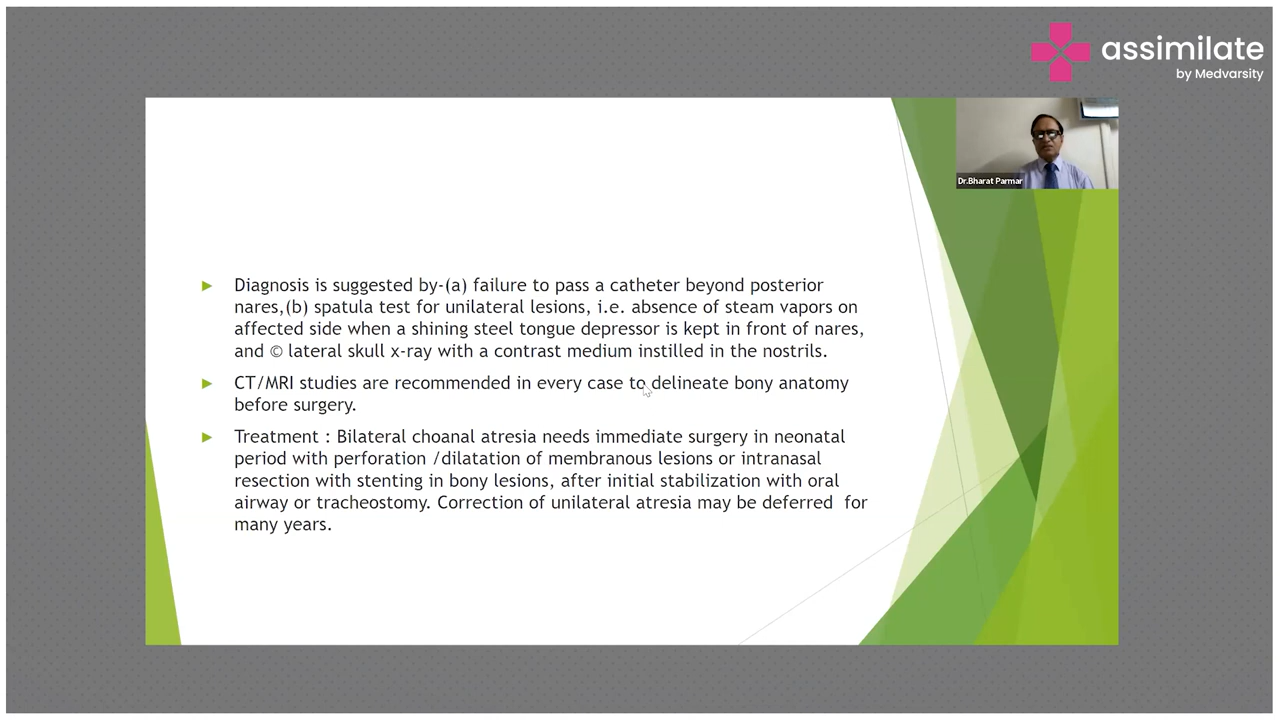 assimilate
by Medvarsity
Dr.Bharat Parmar
Diagnosis is suggested by-(a) failure to pass a catheter beyond posterior
nares,(b) spatula test for unilateral lesions, i.e. absence of steam vapors on
affected side when a shining steel tongue depressor is kept in front of nares,
and © lateral skull x-ray with a contrast medium instilled in the nostrils.
CT/MRI studies are recommended in every case to delineate bony anatomy
before surgery.
Treatment : Bilateral choanal atresia needs immediate surgery in neonatal
period with perforation /dilatation of membranous lesions or intranasal
resection with stenting in bony lesions, after initial stabilization with oral
airway or tracheostomy. Correction of unilateral atresia may be deferred  for
many years.